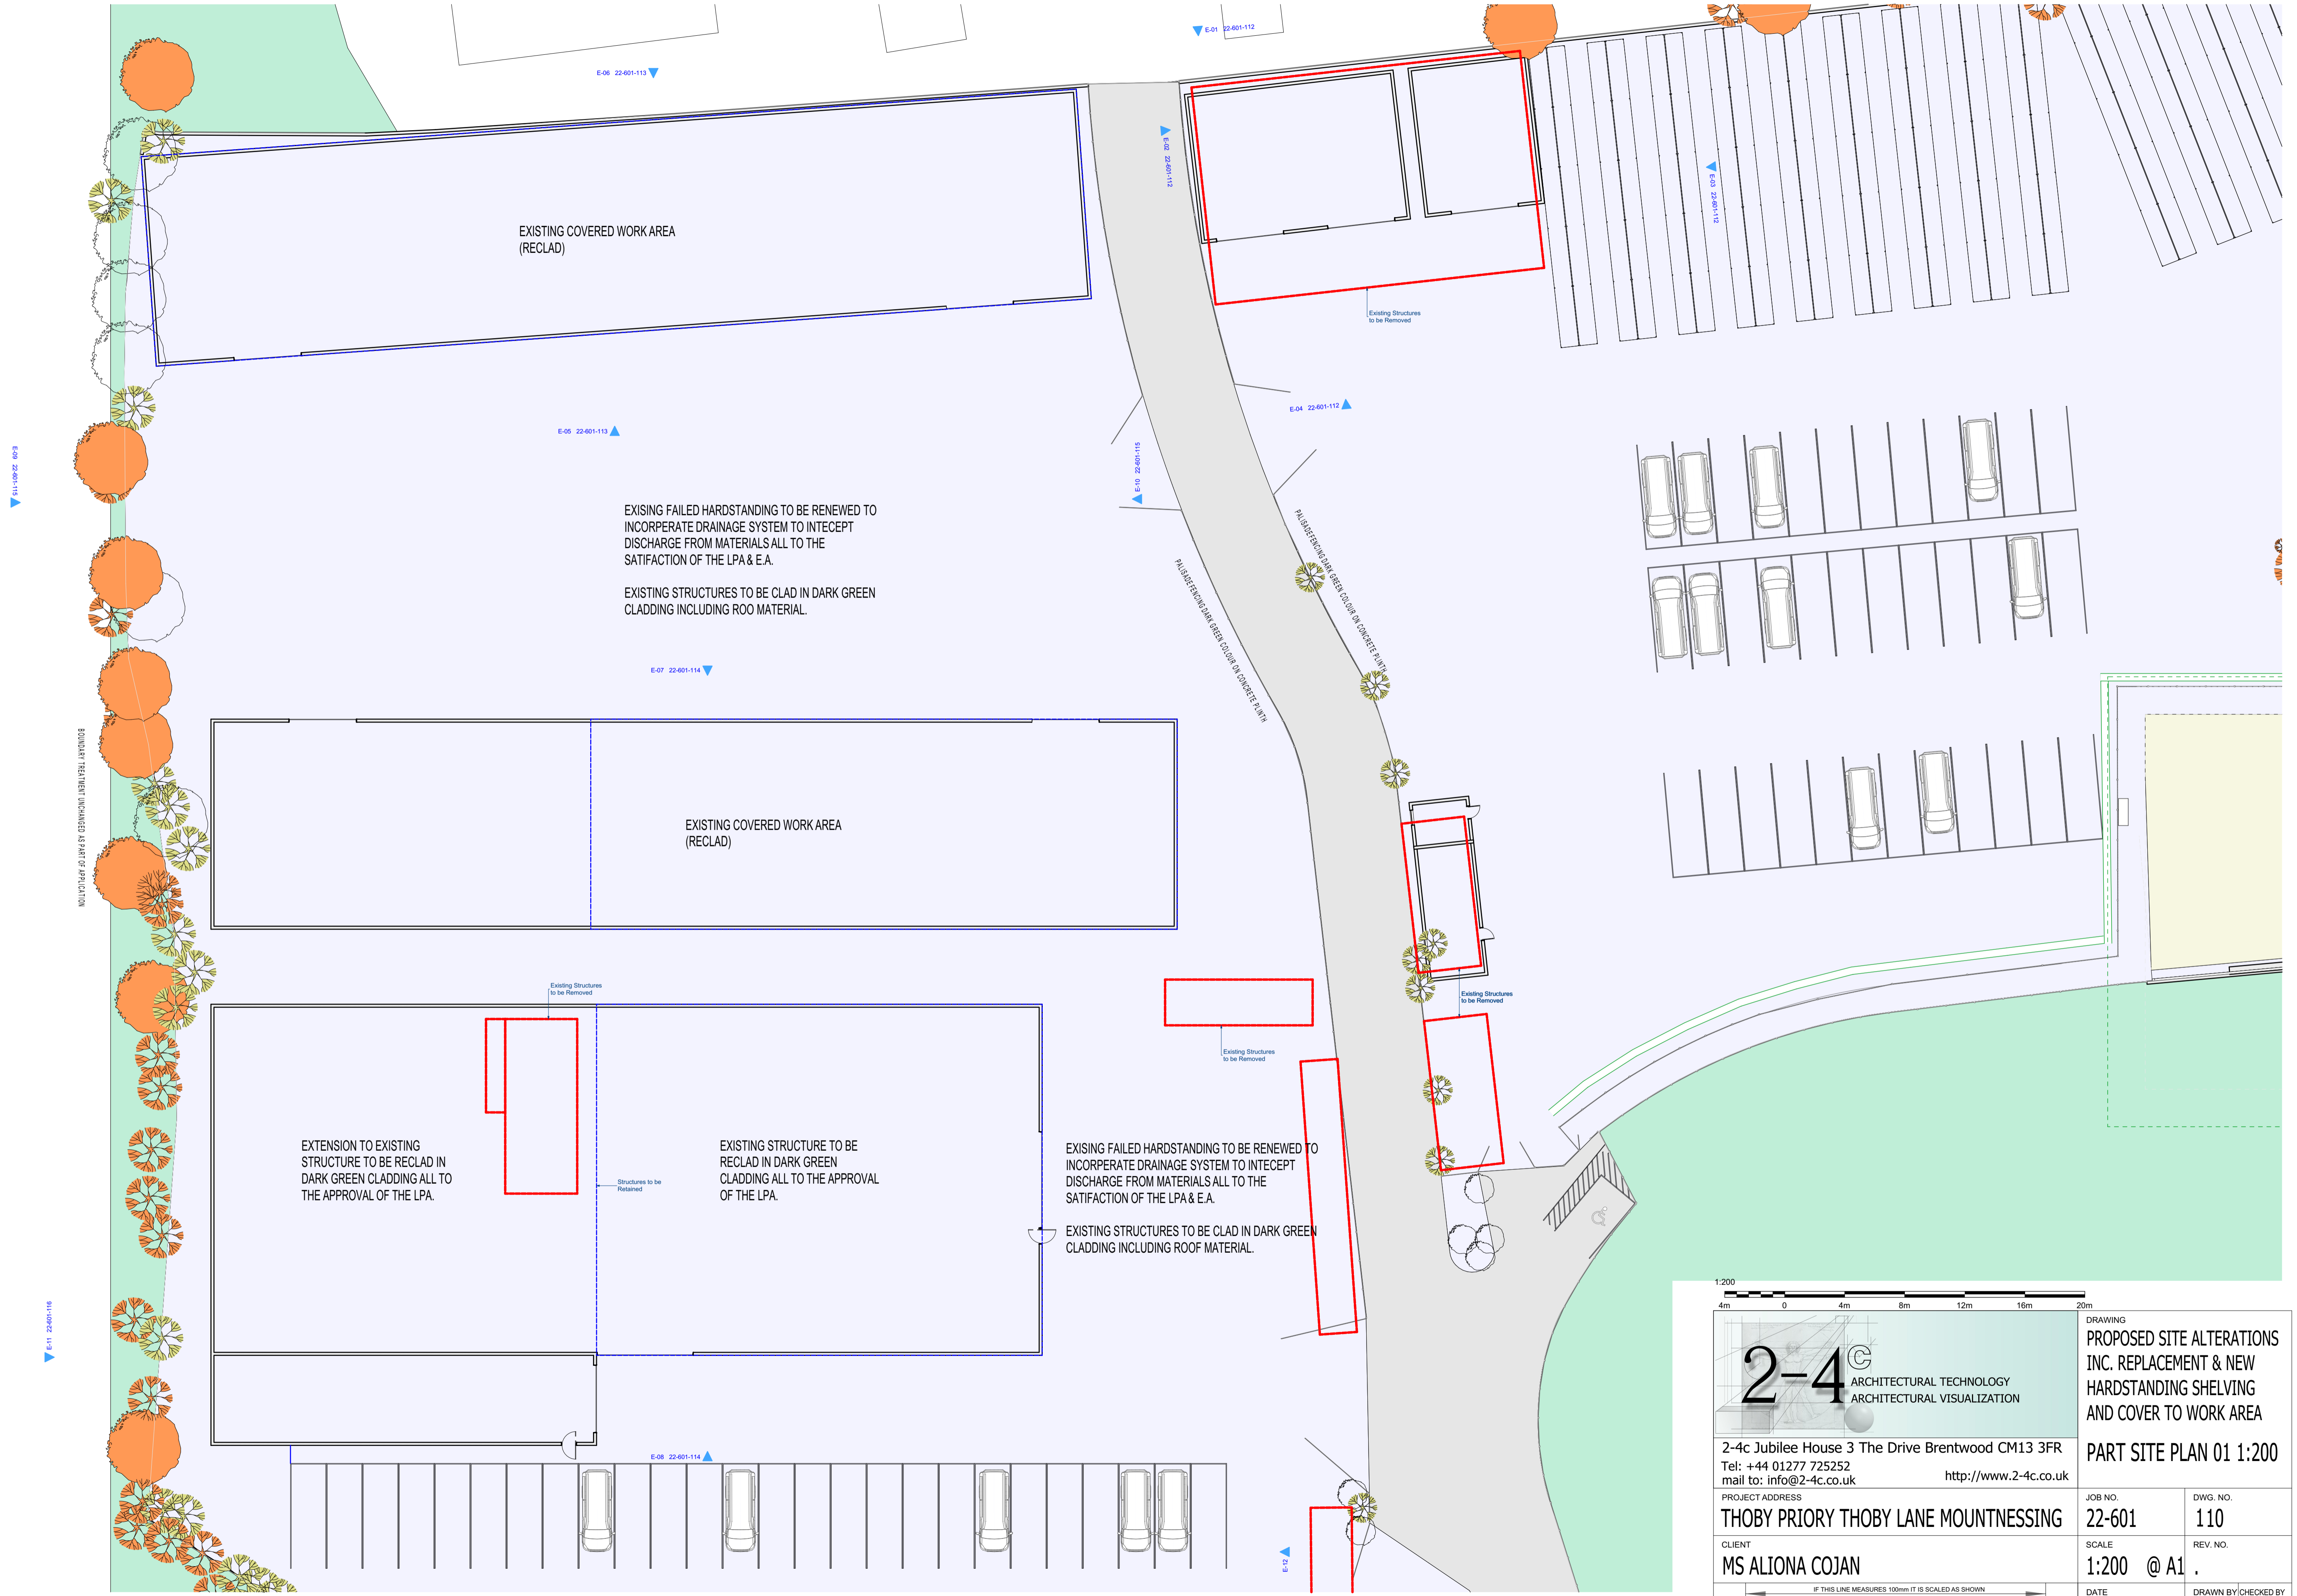 E-01 22-601-112
E-06 22-601-113
E-02 22-601-112
E-03 22-601-112
EXISTING COVERED WORK AREA
(RECLAD)
Existing Structures
to be Removed
E-04 22-601-112
E-05 22-601-113
E-09 22-601-115
E-10 22-601-115
EXISING FAILED HARDSTANDING TO BE RENEWED TO
INCORPERATE DRAINAGE SYSTEM TO INTECEPT
DISCHARGE FROM MATERIALS ALL TO THE
SATIFACTION OF THE LPA & E.A.
EXISTING STRUCTURES TO BE CLAD IN DARK GREEN
CLADDING INCLUDING ROO MATERIAL.
PALISADEFENCING DARK GREEN COLOUR ON CONCRETE PLINTH
PALISADEFENCING DARK GREEN COLOUR ON CONCRETE PLINTH
E-07 22-601-114
BOUNDARY TREATMENT UNCHANGED AS PART OF APPLICATION
EXISTING COVERED WORK AREA
(RECLAD)
Existing Structures
to be Removed
Existing Structures
to be Removed
Existing Structures
to be Removed
EXTENSION TO EXISTING
STRUCTURE TO BE RECLAD IN
DARK GREEN CLADDING ALL TO
THE APPROVAL OF THE LPA.
Structures to be
Retained
EXISTING STRUCTURE TO BE
RECLAD IN DARK GREEN
CLADDING ALL TO THE APPROVAL
OF THE LPA.
EXISING FAILED HARDSTANDING TO BE RENEWED TO
INCORPERATE DRAINAGE SYSTEM TO INTECEPT
DISCHARGE FROM MATERIALS ALL TO THE
SATIFACTION OF THE LPA & E.A.
EXISTING STRUCTURES TO BE CLAD IN DARK GREEN
CLADDING INCLUDING ROOF MATERIAL.
E-11 22-601-116
E-08 22-601-114
E-12
1:200
4m 0 4m 8m 12m 16m 20m
2-4c
ARCHITECTURAL TECHNOLOGY
ARCHITECTURAL VISUALIZATION
2-4c Jubilee House 3 The Drive Brentwood CM13 3FR
Tel: +44 01277 725252
mail to: info@2-4c.co.uk http://www.2-4c.co.uk
DRAWING
PROPOSED SITE ALTERATIONS
INC. REPLACEMENT & NEW
HARDSTANDING SHELVING
AND COVER TO WORK AREA
PART SITE PLAN 01 1:200
PROJECT ADDRESS
THOBY PRIORY THOBY LANE MOUNTNESSING
JOB NO.
22-601
DWG. NO.
110
CLIENT
MS ALIONA COJAN
SCALE
1:200 @ A1
REV. NO.
.
IF THIS LINE MEASURES 100mm IT IS SCALED AS SHOWN
DATE
DRAWN BY
CHECKED BY